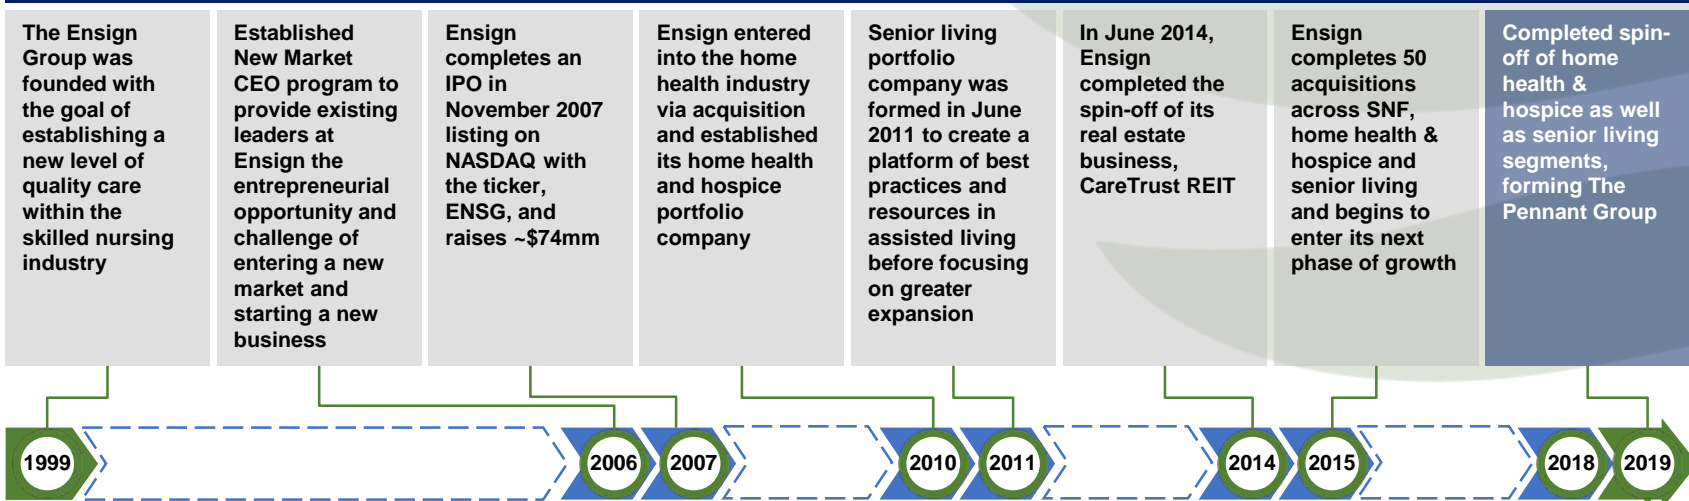 The Ensign
Group was
founded with
the goal of
establishing a
new level of
quality care
within the
skilled nursing
industry
Established
New Market
CEO program to
provide existing
leaders at
Ensign the
entrepreneurial
opportunity and
challenge of
entering a new
market and
starting a new
business
Ensign
completes an
IPO in
November 2007
listing on
NASDAQ with
the ticker,
ENSG, and
raises ~$74mm
Ensign entered
into the home
health industry
via acquisition
and established
its home health
and hospice
portfolio
company
Senior living
portfolio
company was
formed in June
2011 to create a
platform of best
practices and
resources in
assisted living
before focusing
on greater
expansion
In June 2014,
Ensign
completed the
spin-off of its
real estate
business,
CareTrust REIT
Ensign
completes 50
acquisitions
across SNF,
home health &
hospice and
senior living
and begins to
enter its next
phase of growth
Completed spin-
off of home
health &
hospice as well
as senior living
segments,
forming The
Pennant Group
1999
2006
2007
2010
2011
2014
2015
2018
2019